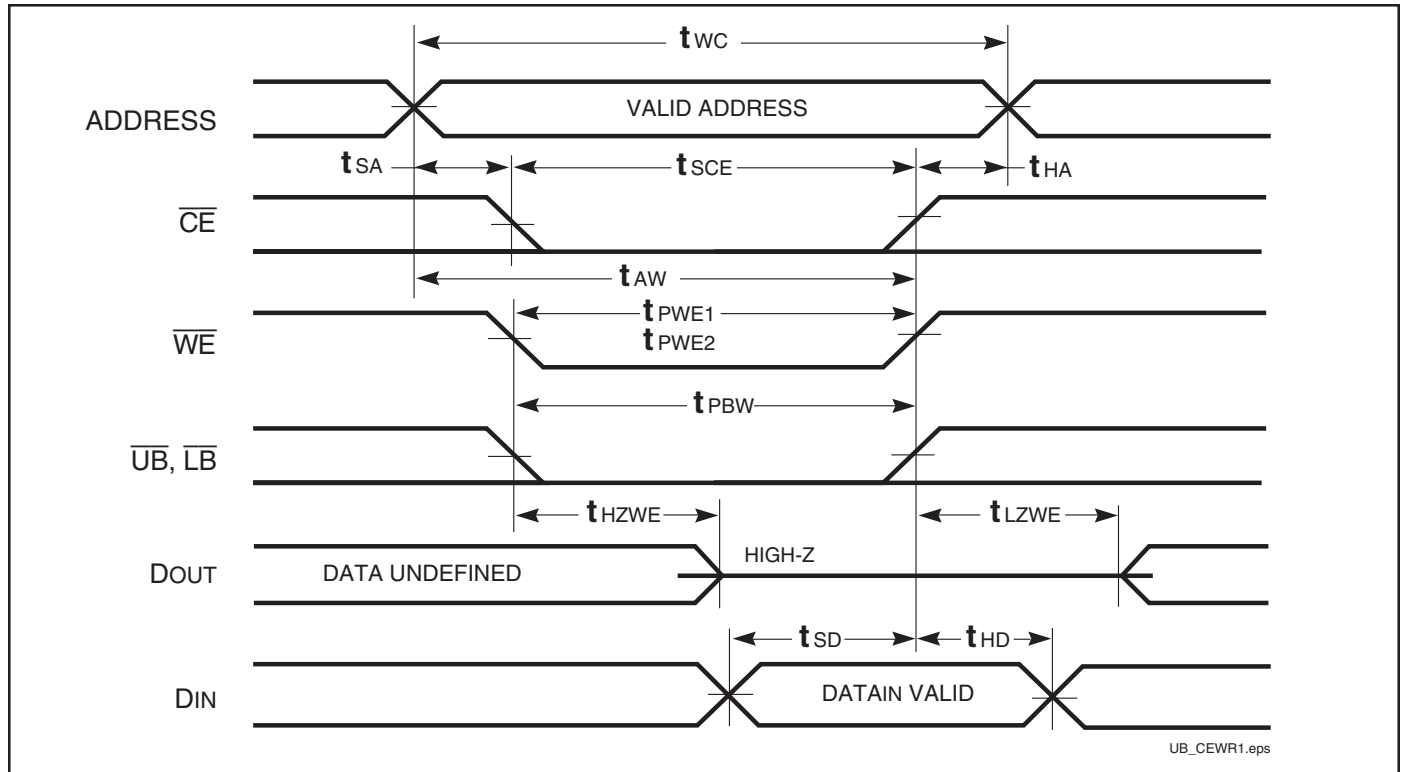 tWC
ADDRESS
VALID ADDRESS
tSA
tSCE
tHA
CE
tAW
tPWE1
tPWE2
WE
tPBW
UB, LB
tHZWE
tLZWE
DOUT
DATA UNDEFINED
HIGH-Z
tSD
tHD
DIN
DATAIN VALID
UB_CEWR1.eps